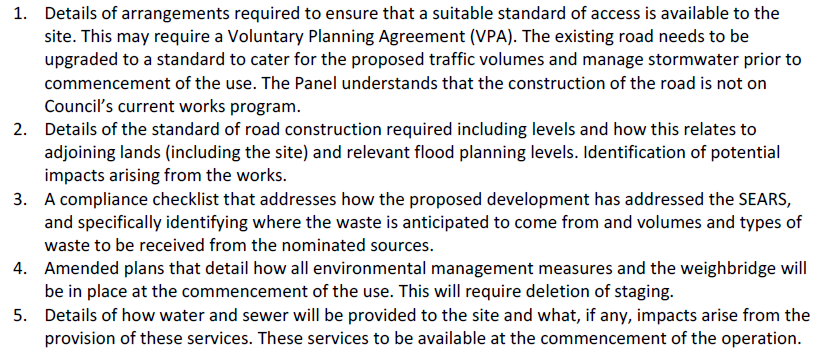 1. Details of arrangements required to ensure that a suitable standard of access is available to the
site. This may require a Voluntary Planning Agreement (VPA). The existing road needs to be
upgraded to a standard to cater for the proposed traffic volumes and manage stormwater prior to
commencement of the use. The Panel understands that the construction of the road is not on
Council's current works program.
2. Details of the standard of road construction required including levels and how this relates to
adjoining lands (including the site) and relevant flood planning levels. Identification of potential
impacts arising from the works.
3. A compliance checklist that addresses how the proposed development has addressed the SEARS,
and specifically identifying where the waste is anticipated to come from and volumes and types of
waste to be received from the nominated sources.
4. Amended plans that detail how all environmental management measures and the weighbridge will
be in place at the commencement of the use. This will require deletion of staging.
5. Details of how water and sewer will be provided to the site and what, if any, impacts arise from the
provision of these services. These services to be available at the commencement of the operation.